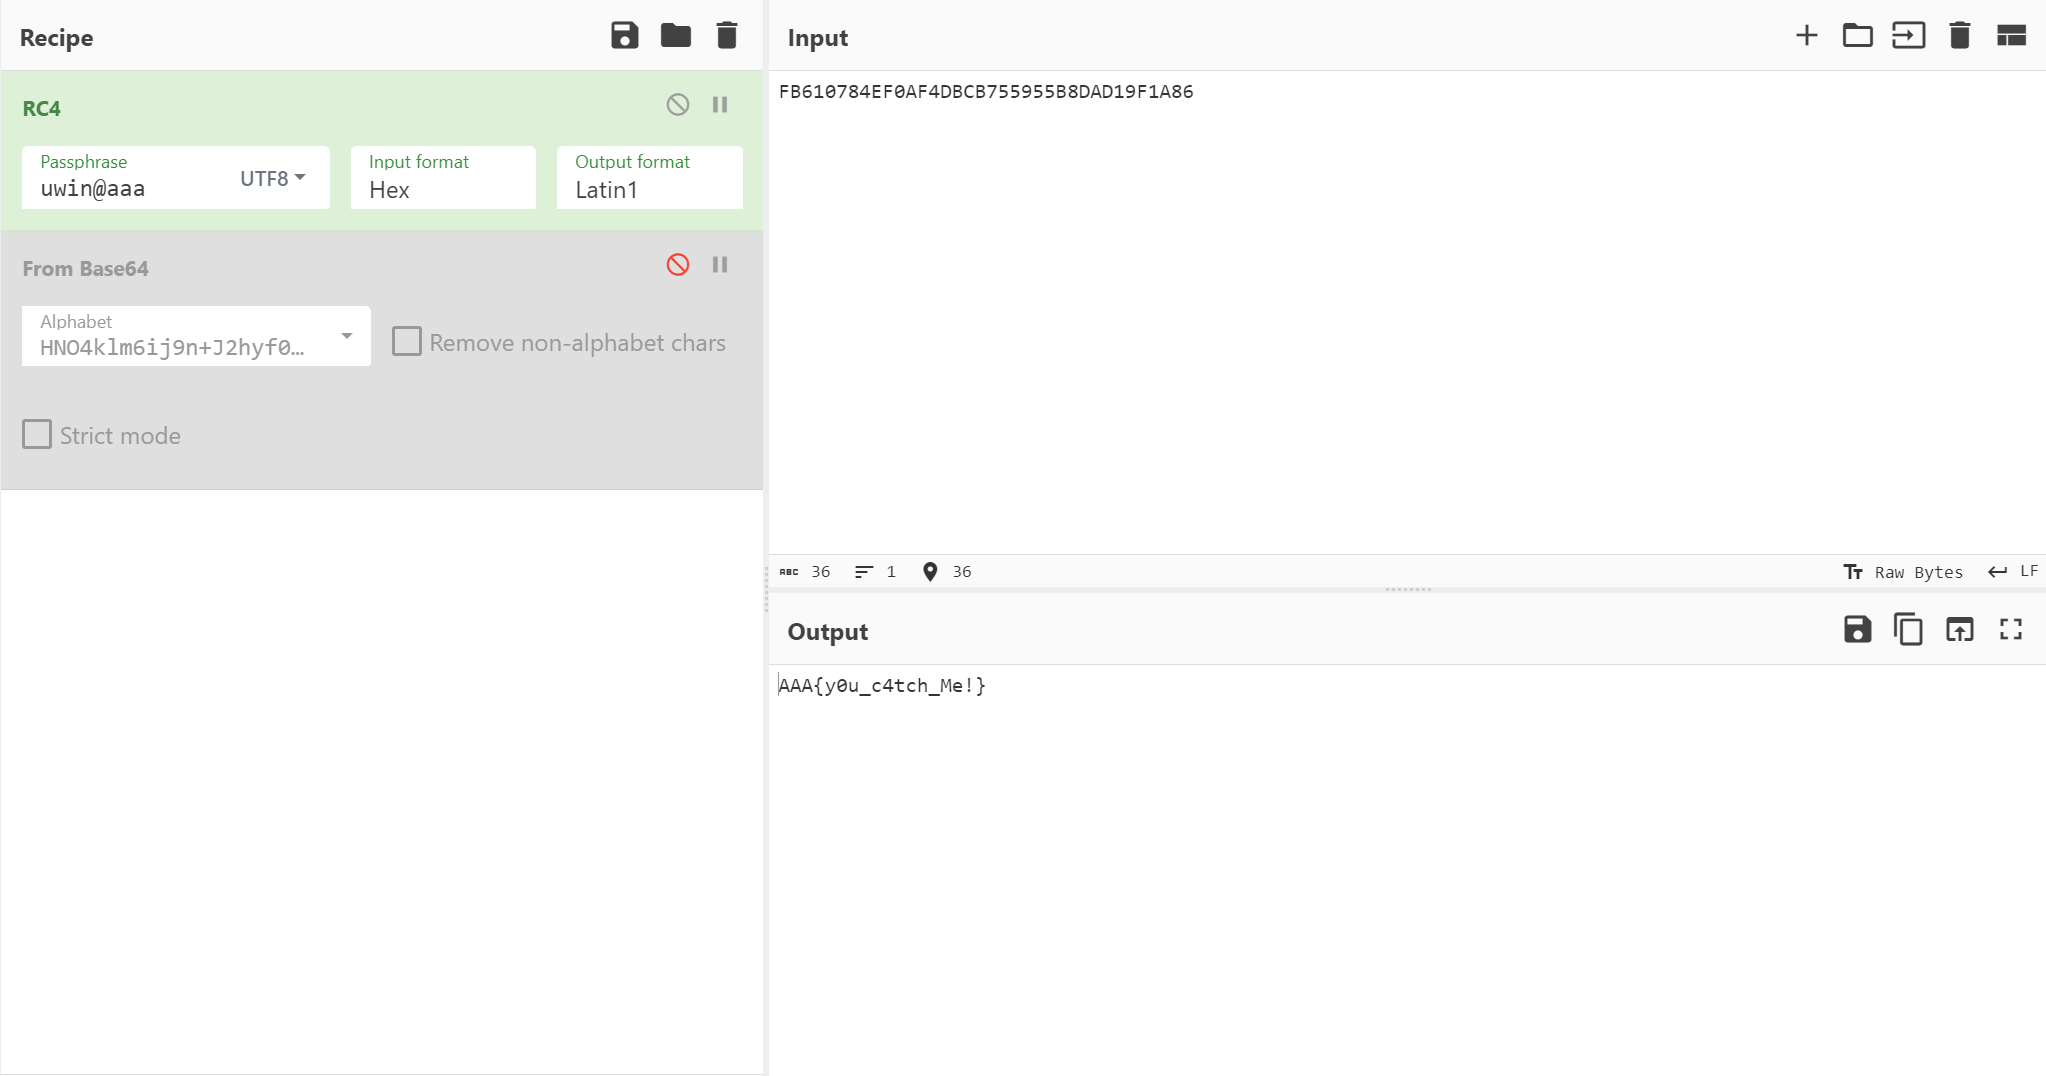 Recipe
RC4
Passphrase
uwin@aaa
UTF8
Input format
Hex
Output format
Latin1
From Base64
Alphabet
HNO4klm6ij9n+J2hyf0…
Remove non-alphabet chars
Strict mode
Input
FB610784EF0AF4DBCB755955B8DAD19F1A86
ABC 36 1 36
Raw Bytes LF
Output
AAA{y0u_c4tch_Me!}